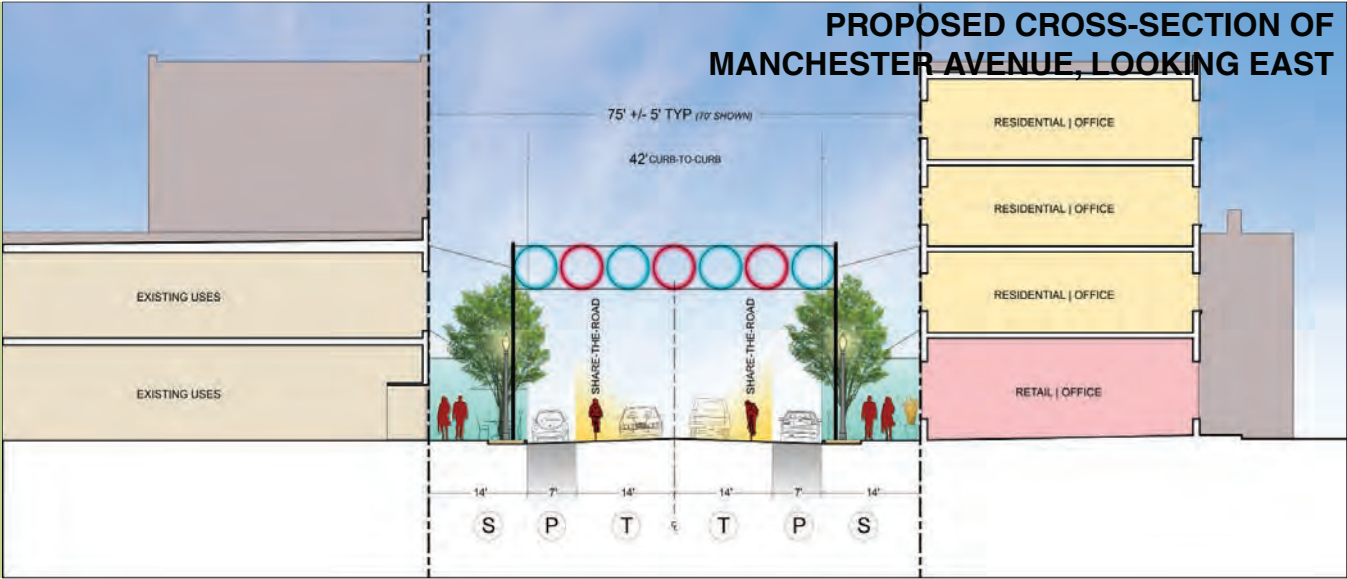 PROPOSED CROSS-SECTION OF
MANCHESTER AVENUE, LOOKING EAST
75' +/- 5' TYP (70' SHOWN)
42' CURB-TO-CURB
RESIDENTIAL | OFFICE
RESIDENTIAL | OFFICE
RESIDENTIAL | OFFICE
RETAIL | OFFICE
EXISTING USES
EXISTING USES
SHARE-THE-ROAD
SHARE-THE-ROAD
14' 7' 14' 14' 7' 14'
S P T ℄ T P S